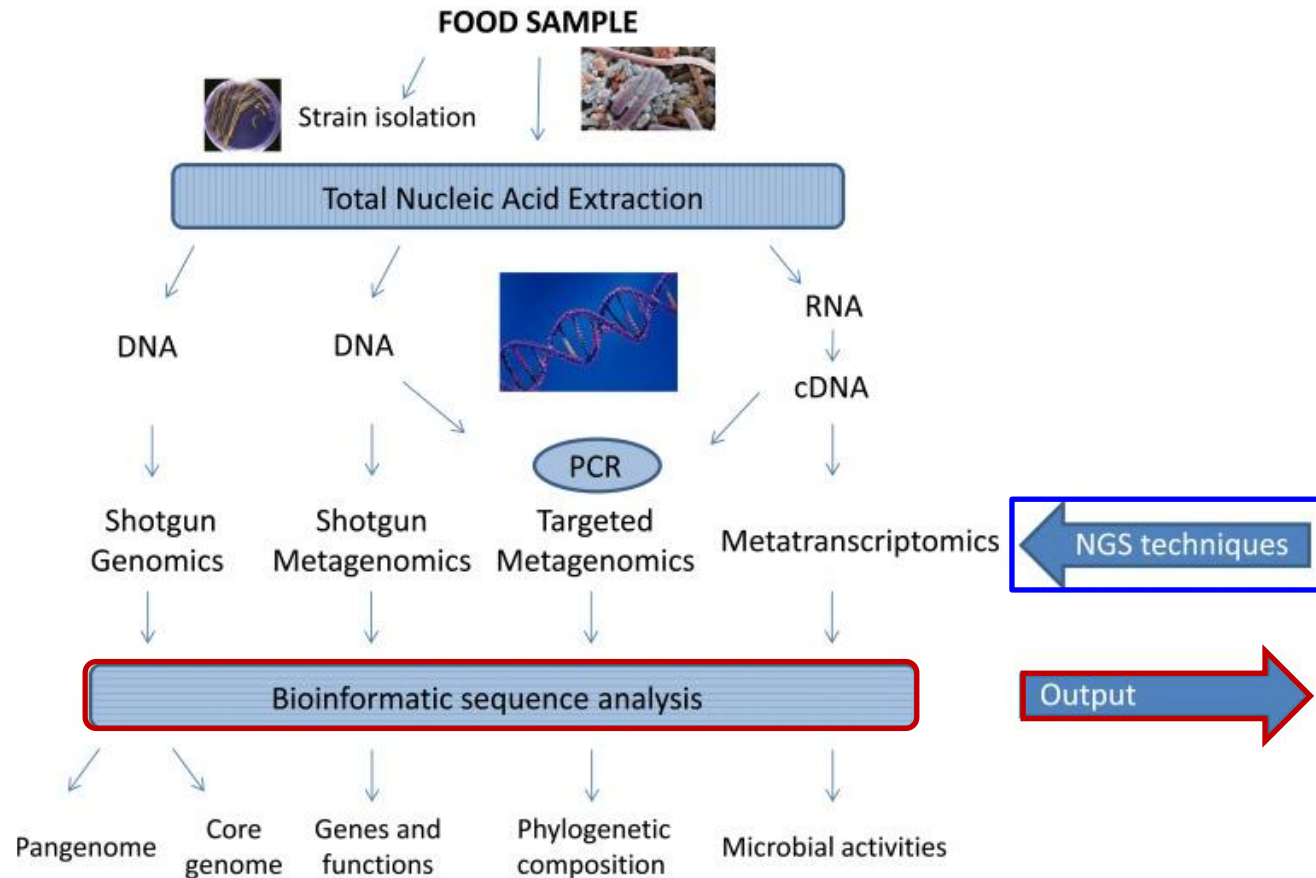 FOOD SAMPLE
Strain isolation
Total Nucleic Acid Extraction
DNA
DNA
RNA
cDNA
PCR
Shotgun
Genomics
Shotgun
Metagenomics
Targeted
Metagenomics
Metatranscriptomics
NGS techniques
Bioinformatic sequence analysis
Output
Pangenome
Core
genome
Genes and
functions
Phylogenetic
composition
Microbial activities